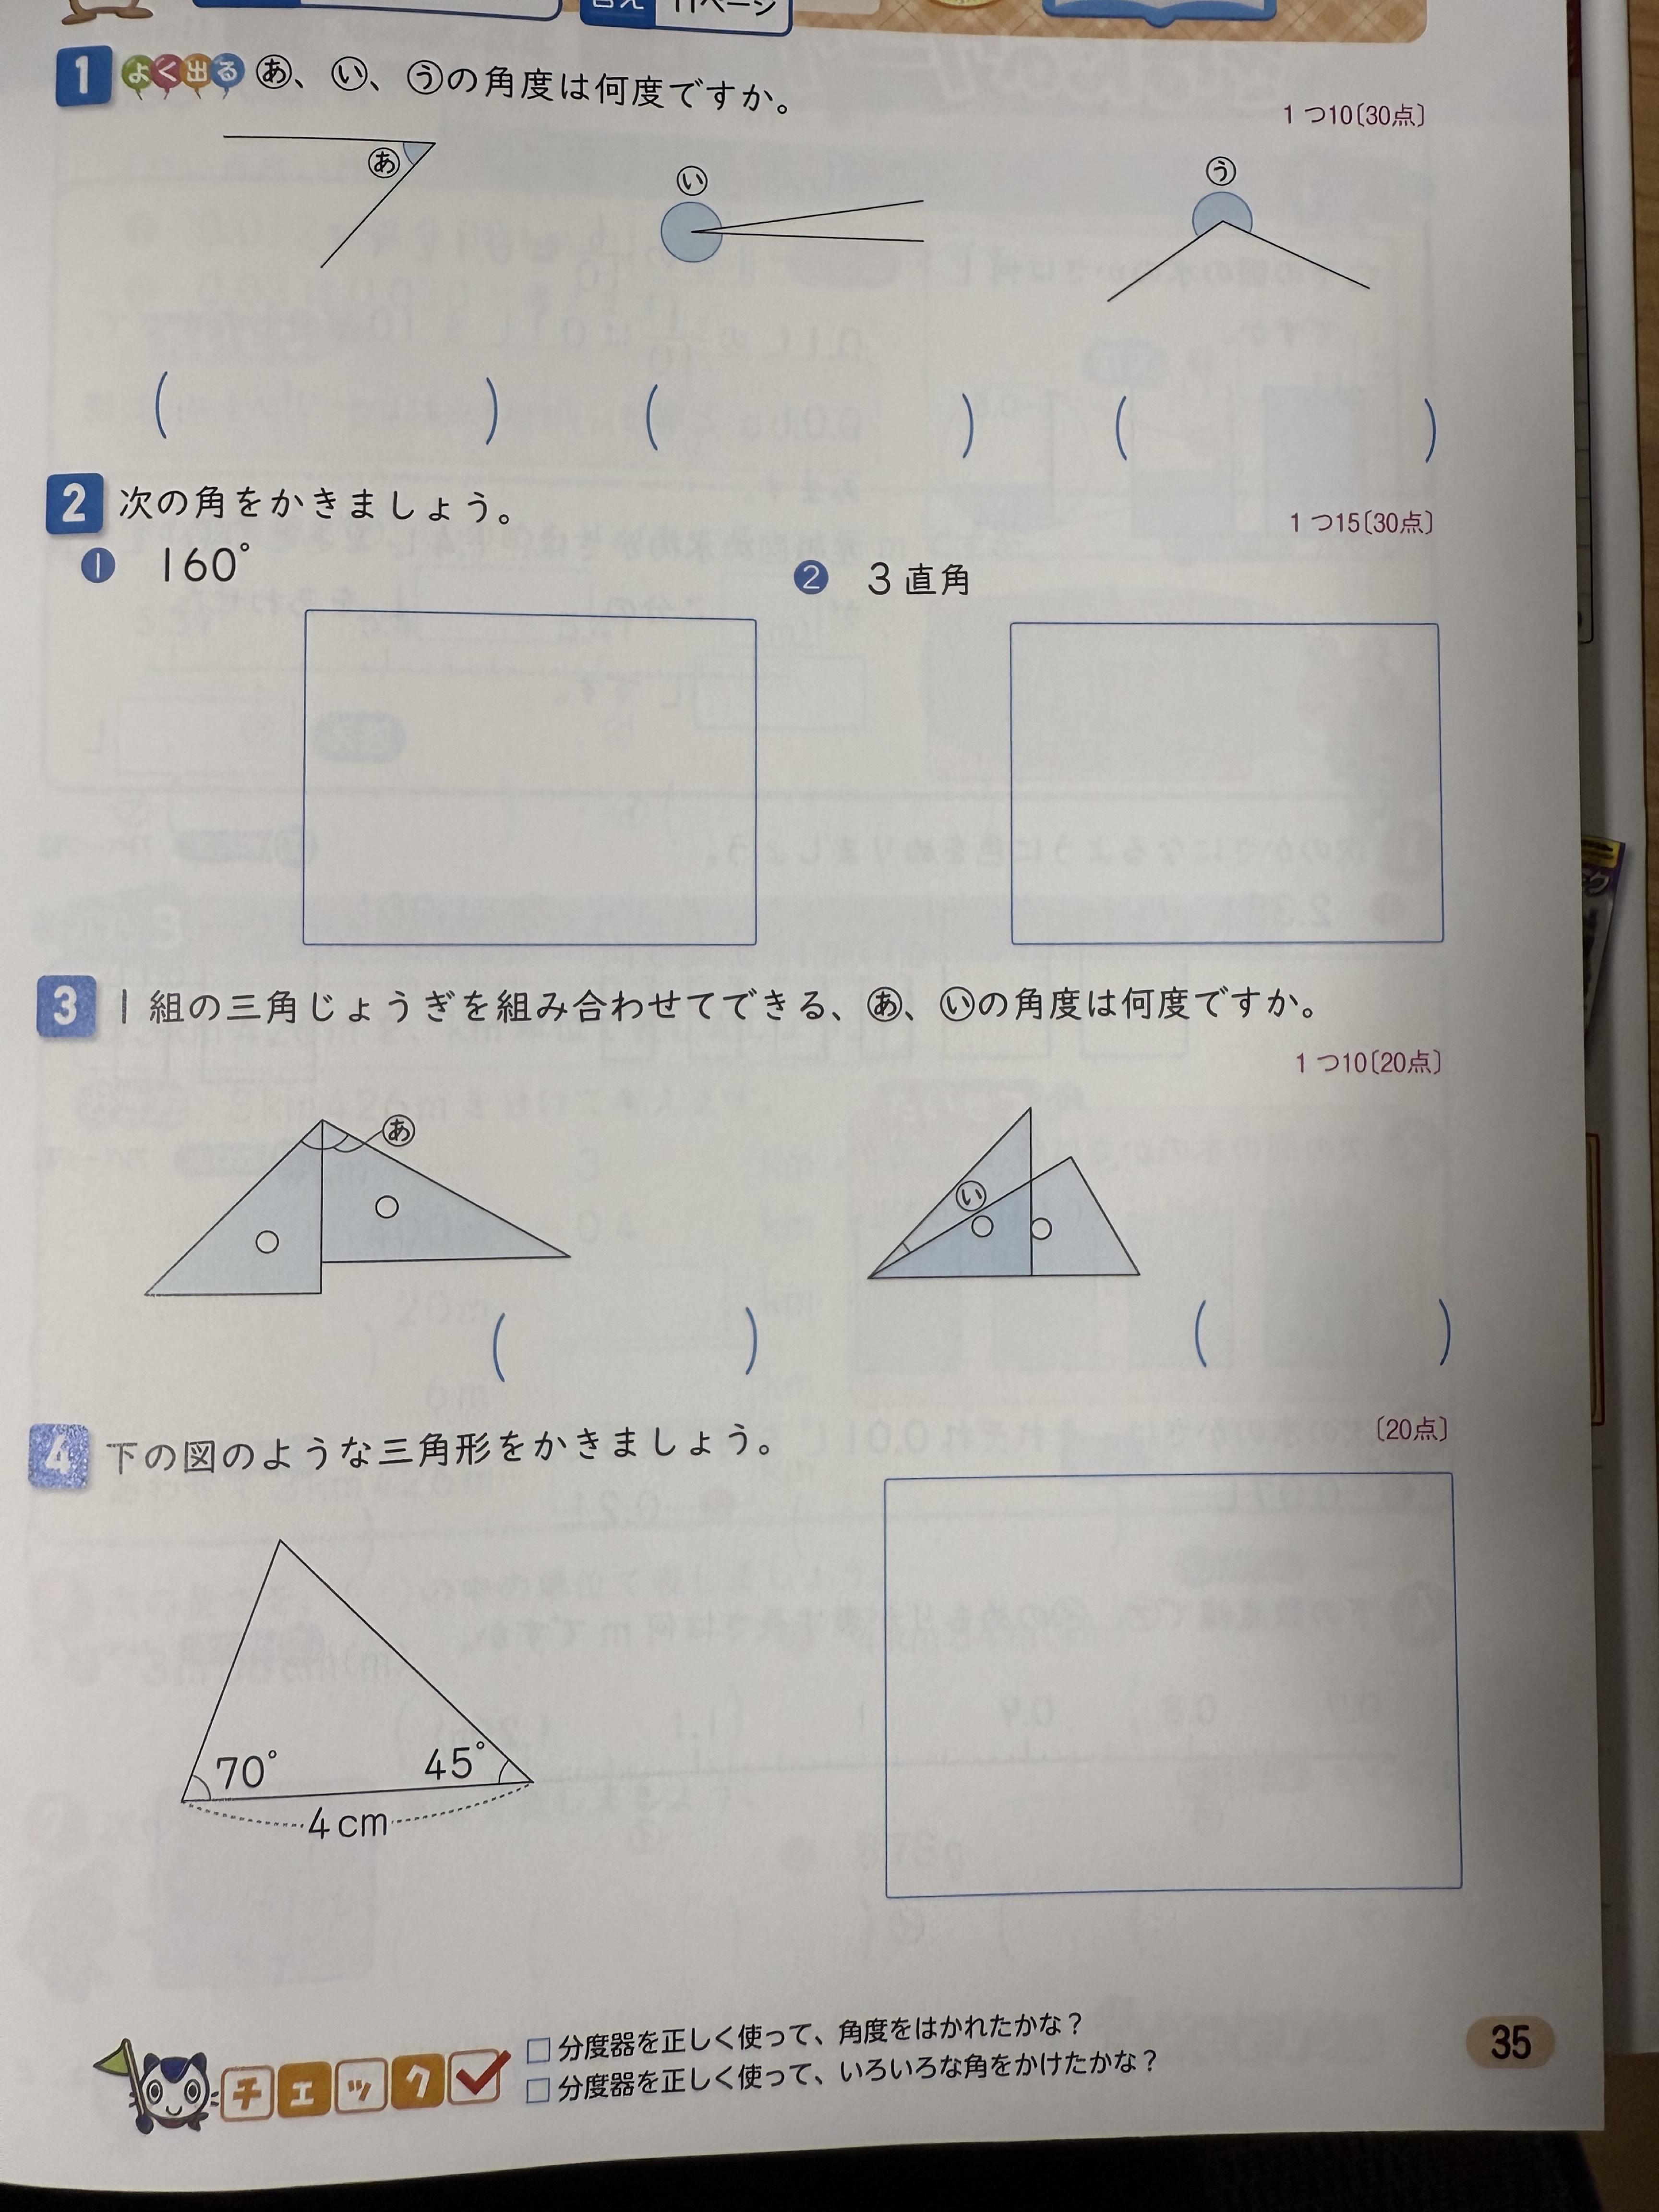 答え 11ページ
1 よく出る あ、い、うの角度は何度ですか。
1つ10〔30点〕
あ
い
う
( ) ( ) ( )
2 次の角をかきましょう。
1つ15〔30点〕
1 160°
2 3直角
3 1組の三角じょうぎを組み合わせてできる、あ、いの角度は何度ですか。
1つ10〔20点〕
あ
い
( ) ( )
4 下の図のような三角形をかきましょう。
〔20点〕
70° 45°
4cm
チェック
□分度器を正しく使って、角度をはかれたかな?
□分度器を正しく使って、いろいろな角をかけたかな?
35